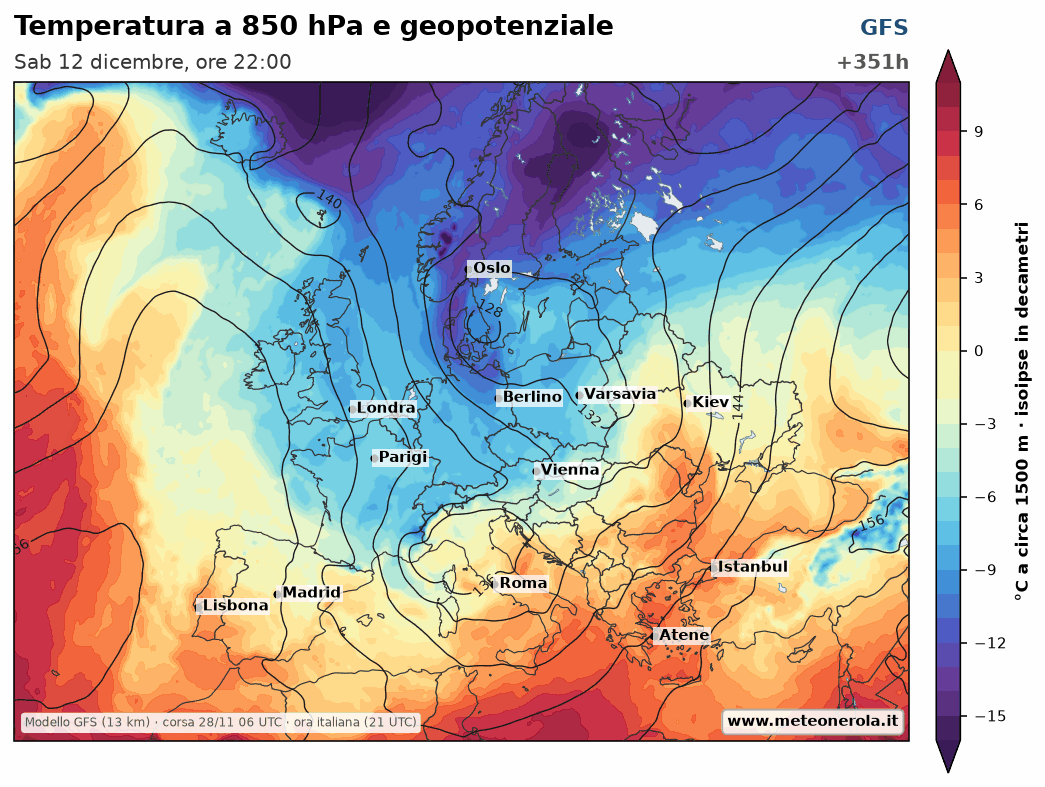 Temperatura a 850 hPa e geopotenziale
GFS
Sab 12 dicembre, ore 22:00
+351h
140
Oslo
128
Berlino
Varsavia
Kiev
144
Londra
132
Parigi
Vienna
156
56
Istanbul
Madrid
Roma
Lisbona
Atene
Modello GFS (13 km) · corsa 28/11 06 UTC · ora italiana (21 UTC)
www.meteonerola.it
9
6
3
0
−3
−6
−9
−12
−15
°C a circa 1500 m · isoipse in decametri